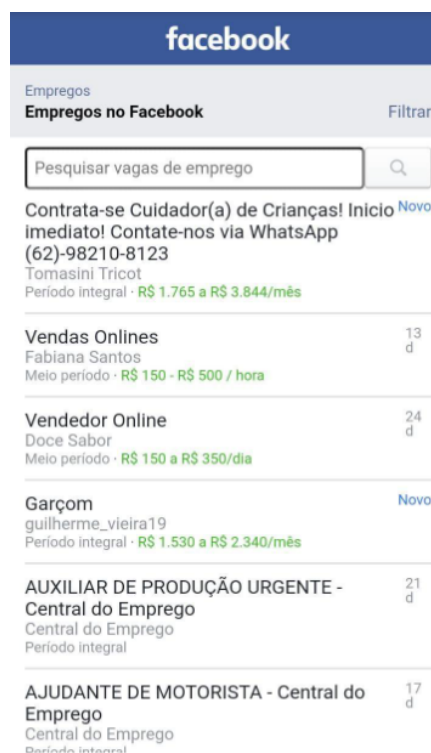 facebook
Empregos
Empregos no Facebook
Filtrar
Pesquisar vagas de emprego
Contrata-se Cuidador(a) de Crianças! Inicio Novo
imediato! Contate-nos via WhatsApp
(62)-98210-8123
Tomasini Tricot
Período integral · R$ 1.765 a R$ 3.844/mês
Vendas Onlines 13
d
Fabiana Santos
Meio período · R$ 150 - R$ 500 / hora
Vendedor Online 24
d
Doce Sabor
Meio período · R$ 150 a R$ 350/dia
Garçom Novo
guilherme_vieira19
Período integral · R$ 1.530 a R$ 2.340/mês
AUXILIAR DE PRODUÇÃO URGENTE - 21
d
Central do Emprego
Central do Emprego
Período integral
AJUDANTE DE MOTORISTA - Central do 17
d
Emprego
Central do Emprego
Período integral